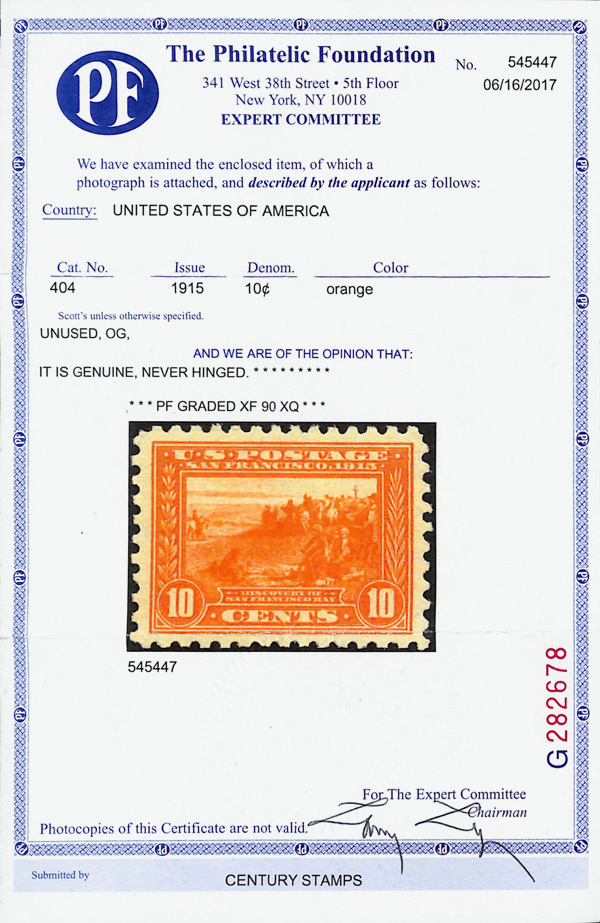 PF
The Philatelic Foundation
341 West 38th Street • 5th Floor
New York, NY 10018
EXPERT COMMITTEE
No. 545447
06/16/2017
We have examined the enclosed item, of which a
photograph is attached, and described by the applicant as follows:
Country: UNITED STATES OF AMERICA
Cat. No. Issue Denom. Color
404 1915 10¢ orange
Scott's unless otherwise specified.
UNUSED, OG,
AND WE ARE OF THE OPINION THAT:
IT IS GENUINE, NEVER HINGED. * * * * * * * * *
* * * PF GRADED XF 90 XQ * * *
U.S. POSTAGE
SAN FRANCISCO, 1915
DISCOVERY OF
SAN FRANCISCO BAY
10 CENTS 10
545447
G 282678
For The Expert Committee
Chairman
Photocopies of this Certificate are not valid.
Submitted by
CENTURY STAMPS